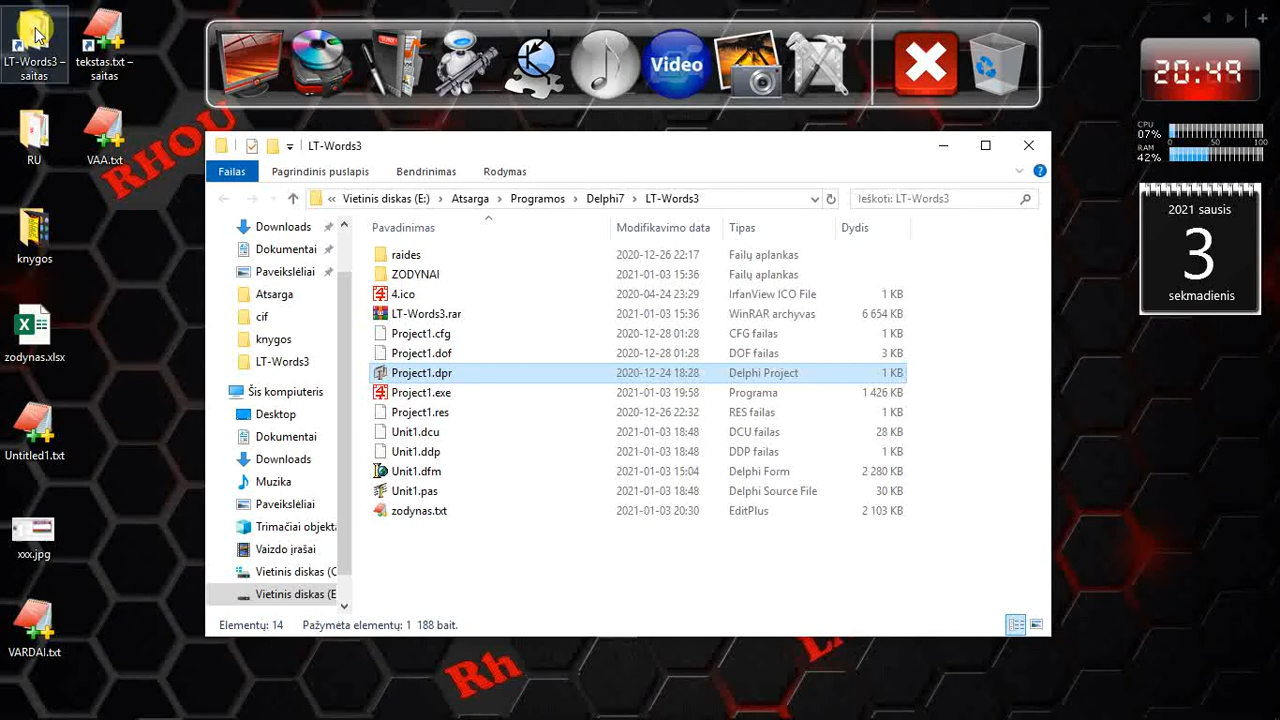 LT-Words3 –
saitas
tekstas.txt –
saitas
RU
VAA.txt
knygos
zodynas.xlsx
Untitled1.txt
xxx.jpg
VARDAI.txt
RHOU
Rh
Video
20:49
CPU
07%
0 50 100
RAM
42%
2021 sausis
3
sekmadienis
LT-Words3
Failas Pagrindinis puslapis Bendrinimas Rodymas
« Vietinis diskas (E:) › Atsarga › Programos › Delphi7 › LT-Words3
Ieškoti: LT-Words3
Pavadinimas Modifikavimo data Tipas Dydis
Downloads
Dokumentai
Paveikslėliai
Atsarga
cif
knygos
LT-Words3
Šis kompiuteris
Desktop
Dokumentai
Downloads
Muzika
Paveikslėliai
Trimačiai objekta
Vaizdo įrašai
Vietinis diskas (C
Vietinis diskas (E
raides 2020-12-26 22:17 Failų aplankas
ZODYNAI 2021-01-03 15:36 Failų aplankas
4.ico 2020-04-24 23:29 IrfanView ICO File 1 KB
LT-Words3.rar 2021-01-03 15:36 WinRAR archyvas 6 654 KB
Project1.cfg 2020-12-28 01:28 CFG failas 1 KB
Project1.dof 2020-12-28 01:28 DOF failas 3 KB
Project1.dpr 2020-12-24 18:28 Delphi Project 1 KB
Project1.exe 2021-01-03 19:58 Programa 1 426 KB
Project1.res 2020-12-26 22:32 RES failas 1 KB
Unit1.dcu 2021-01-03 18:48 DCU failas 28 KB
Unit1.ddp 2021-01-03 18:48 DDP failas 1 KB
Unit1.dfm 2021-01-03 15:04 Delphi Form 2 280 KB
Unit1.pas 2021-01-03 18:48 Delphi Source File 30 KB
zodynas.txt 2021-01-03 20:30 EditPlus 2 103 KB
Elementų: 14 Pažymėta elementų: 1 188 bait.